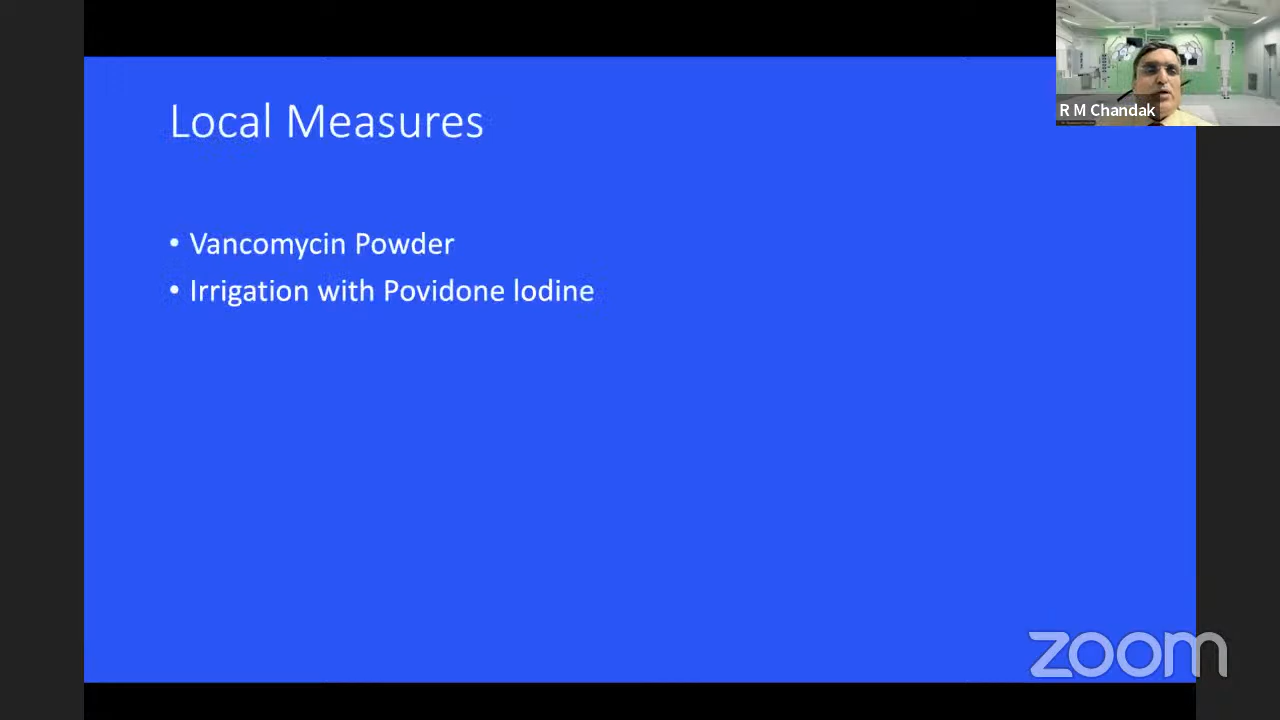 Local Measures
• Vancomycin Powder
• Irrigation with Povidone Iodine
R M Chandak
zoom